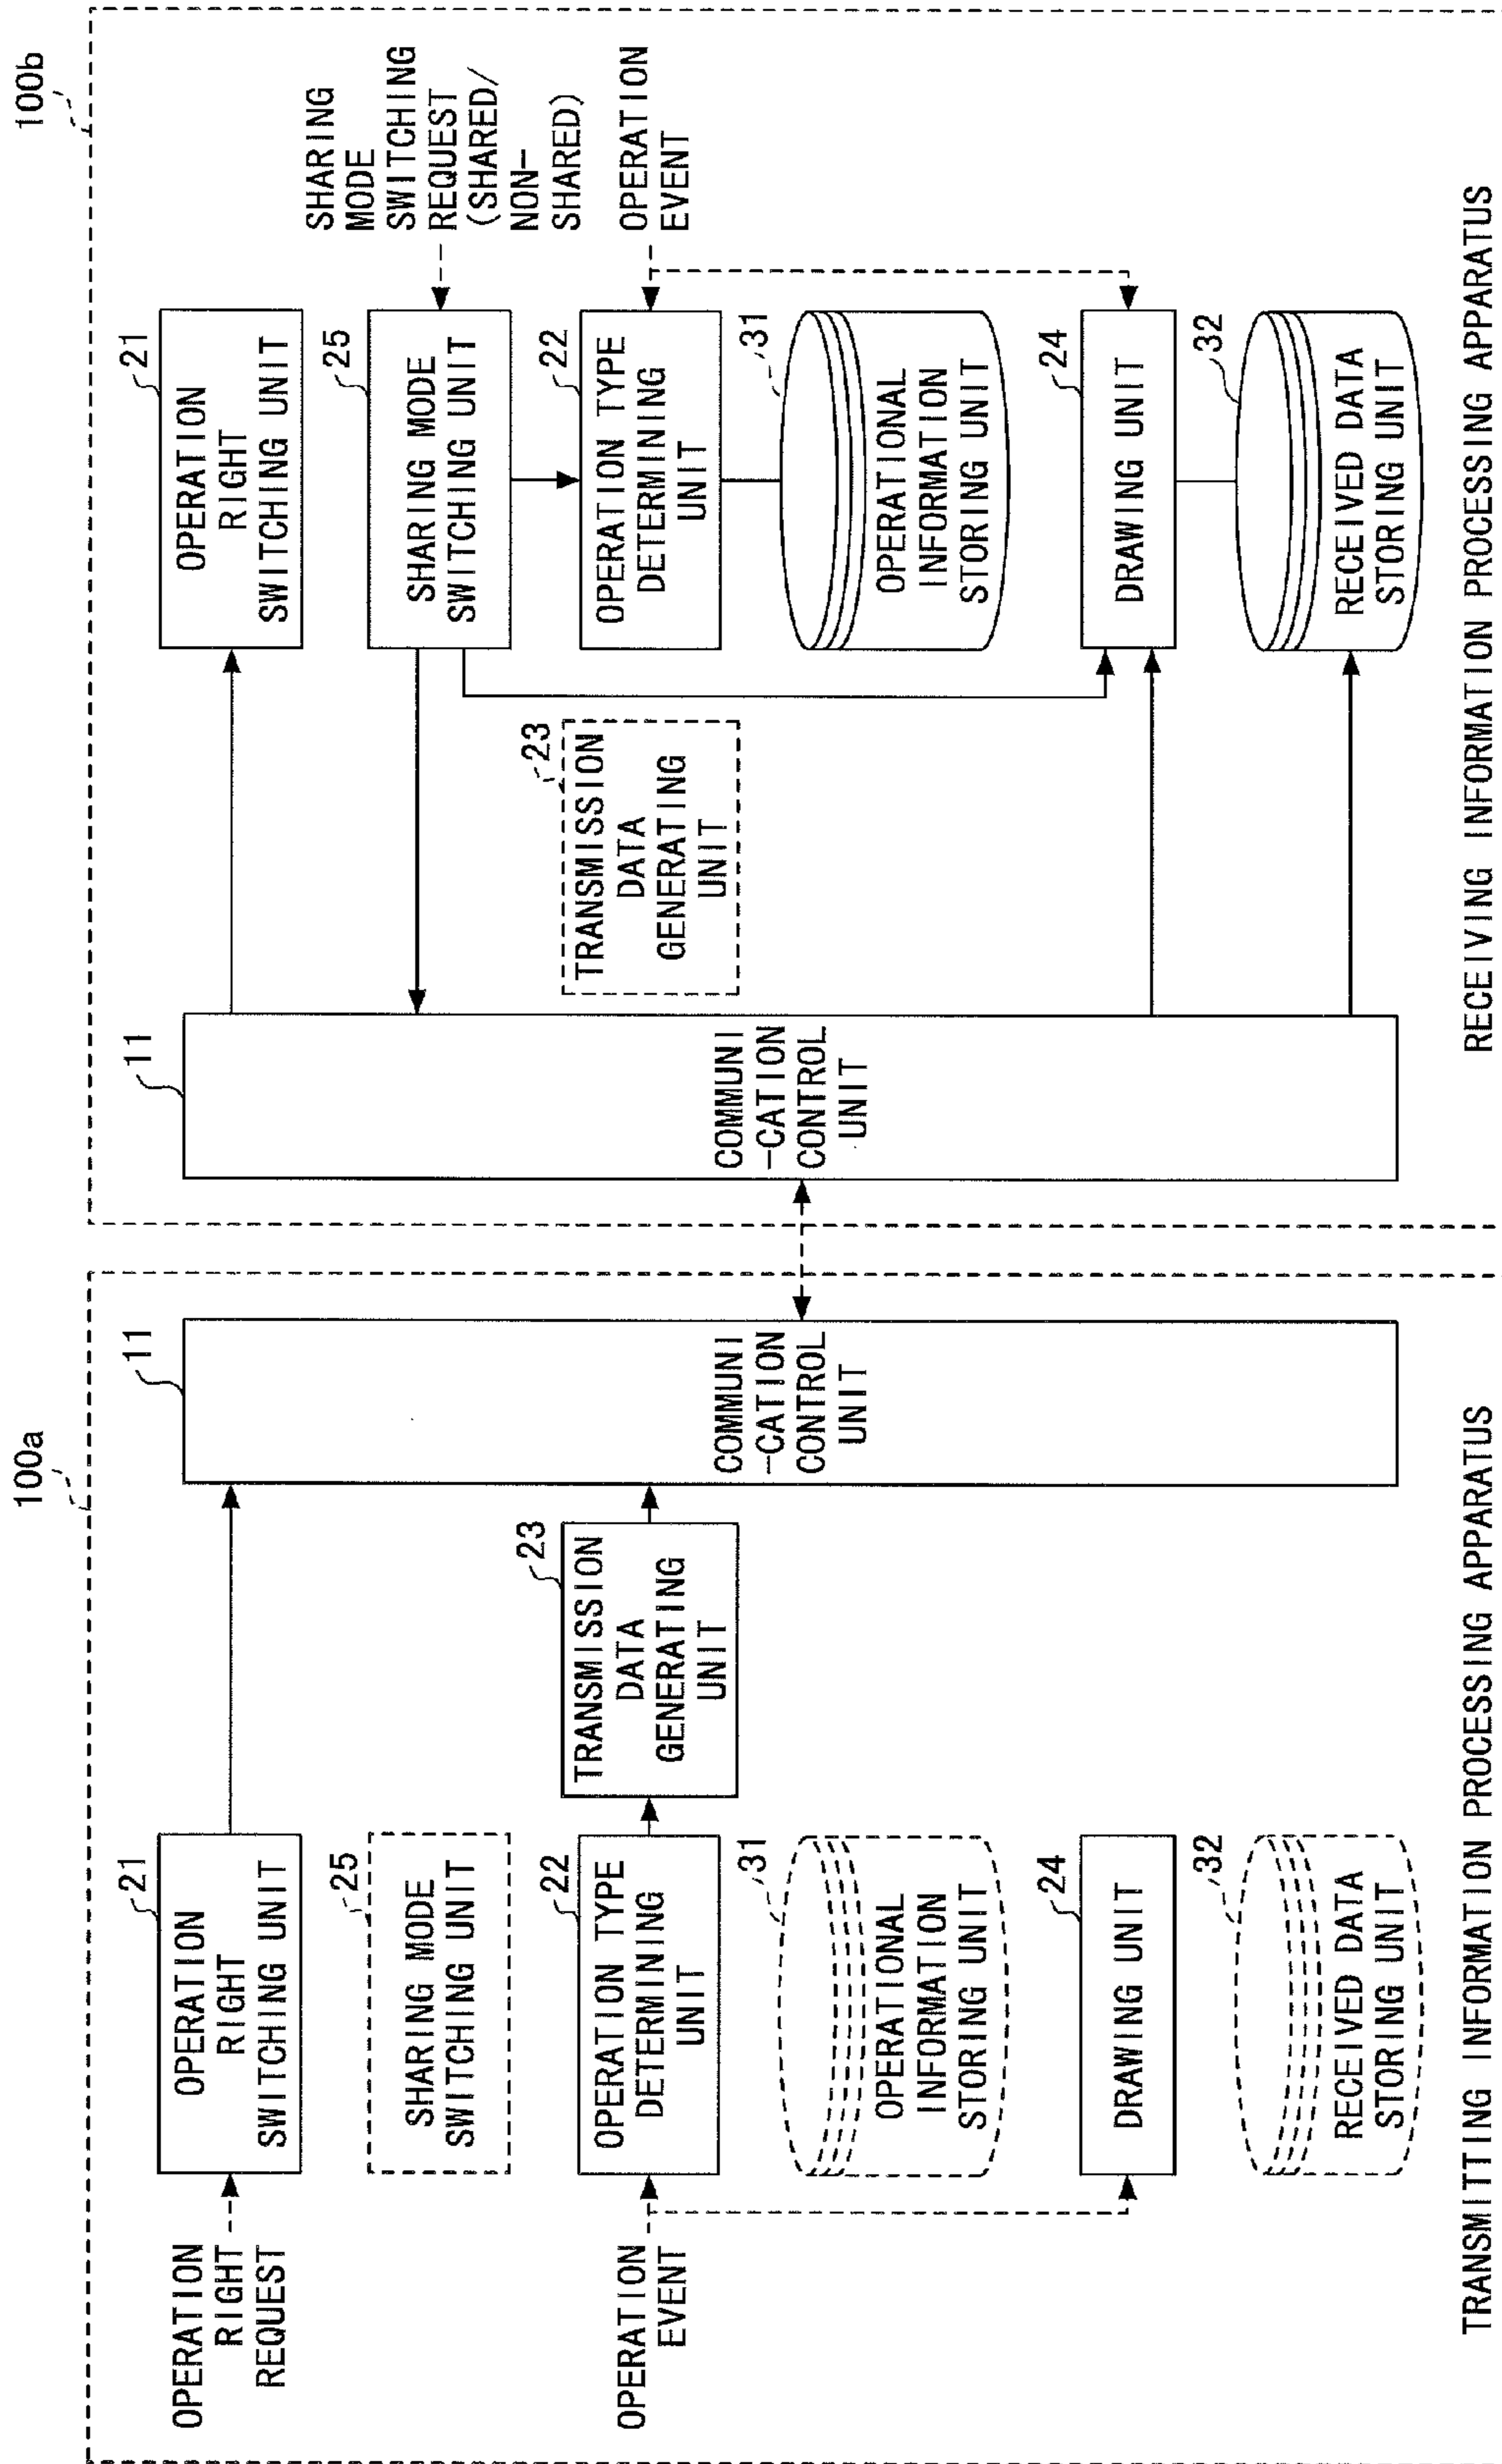 100a
TRANSMITTING INFORMATION PROCESSING APPARATUS
OPERATION
RIGHT
REQUEST
21
OPERATION
RIGHT
SWITCHING UNIT
25
SHARING MODE
SWITCHING UNIT
OPERATION
EVENT
22
OPERATION TYPE
DETERMINING
UNIT
23
TRANSMISSION
DATA
GENERATING
UNIT
31
OPERATIONAL
INFORMATION
STORING UNIT
24
DRAWING UNIT
32
RECEIVED DATA
STORING UNIT
11
COMMUNI
-CATION
CONTROL
UNIT
100b
RECEIVING INFORMATION PROCESSING APPARATUS
11
COMMUNI
-CATION
CONTROL
UNIT
21
OPERATION
RIGHT
SWITCHING UNIT
25
SHARING MODE
SWITCHING UNIT
SHARING
MODE
SWITCHING
REQUEST
(SHARED/
NON-
SHARED)
23
TRANSMISSION
DATA
GENERATING
UNIT
22
OPERATION TYPE
DETERMINING
UNIT
OPERATION
EVENT
31
OPERATIONAL
INFORMATION
STORING UNIT
24
DRAWING UNIT
32
RECEIVED DATA
STORING UNIT